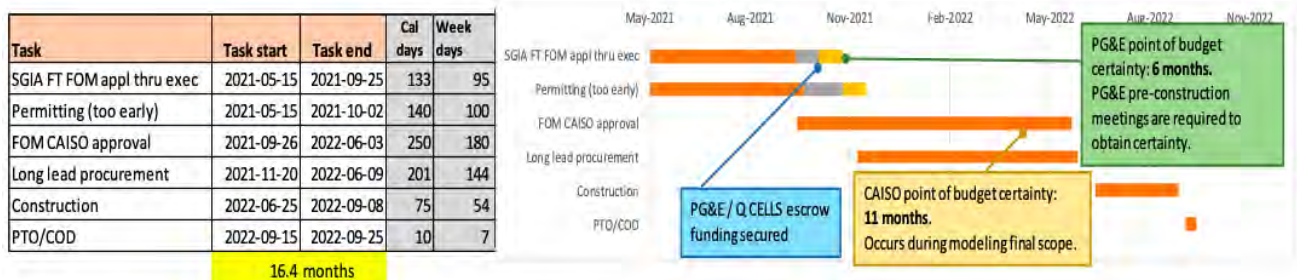 Task Task start Task end Cal days Week days
SGIA FT FOM appl thru exec 2021-05-15 2021-09-25 133 95
Permitting (too early) 2021-05-15 2021-10-02 140 100
FOM CAISO approval 2021-09-26 2022-06-03 250 180
Long lead procurement 2021-11-20 2022-06-09 201 144
Construction 2022-06-25 2022-09-08 75 54
PTO/COD 2022-09-15 2022-09-25 10 7
16.4 months
May-2021 Aug-2021 Nov-2021 Feb-2022 May-2022 Aug-2022 Nov-2022
SGIA FT FOM appl thru exec
Permitting (too early)
FOM CAISO approval
Long lead procurement
Construction
PTO/COD
PG&E / Q CELLS escrow
funding secured
CAISO point of budget certainty:
11 months.
Occurs during modeling final scope.
PG&E point of budget
certainty: 6 months.
PG&E pre-construction
meetings are required to
obtain certainty.